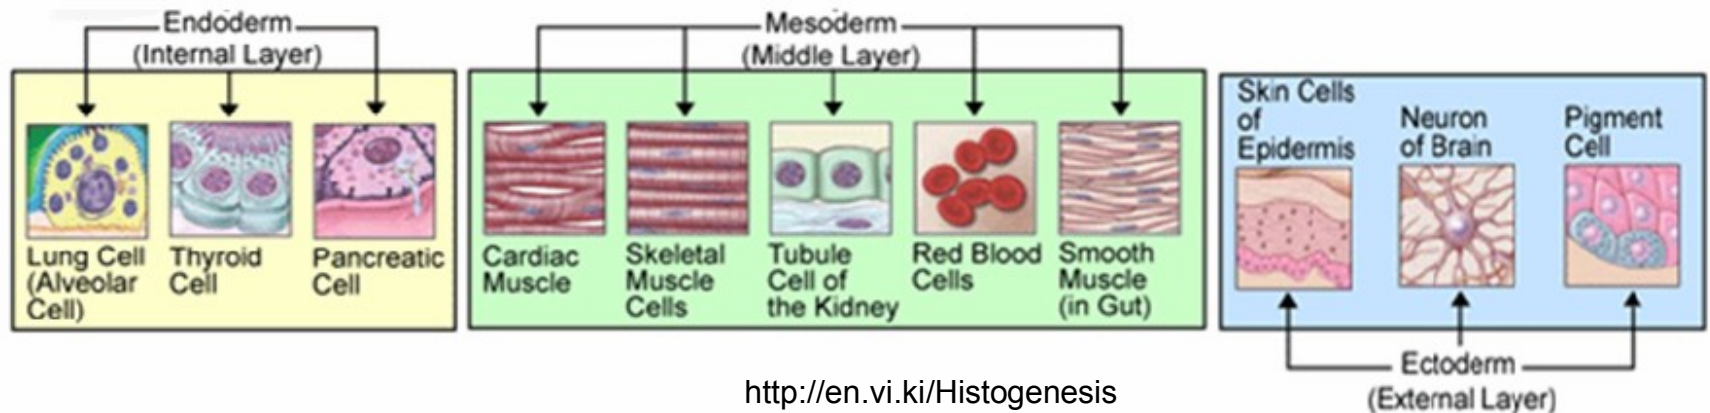 Endoderm
(Internal Layer)
Lung Cell
(Alveolar
Cell)
Thyroid
Cell
Pancreatic
Cell
Mesoderm
(Middle Layer)
Cardiac
Muscle
Skeletal
Muscle
Cells
Tubule
Cell of
the Kidney
Red Blood
Cells
Smooth
Muscle
(in Gut)
Skin Cells
of
Epidermis
Neuron
of Brain
Pigment
Cell
Ectoderm
(External Layer)
http://en.vi.ki/Histogenesis